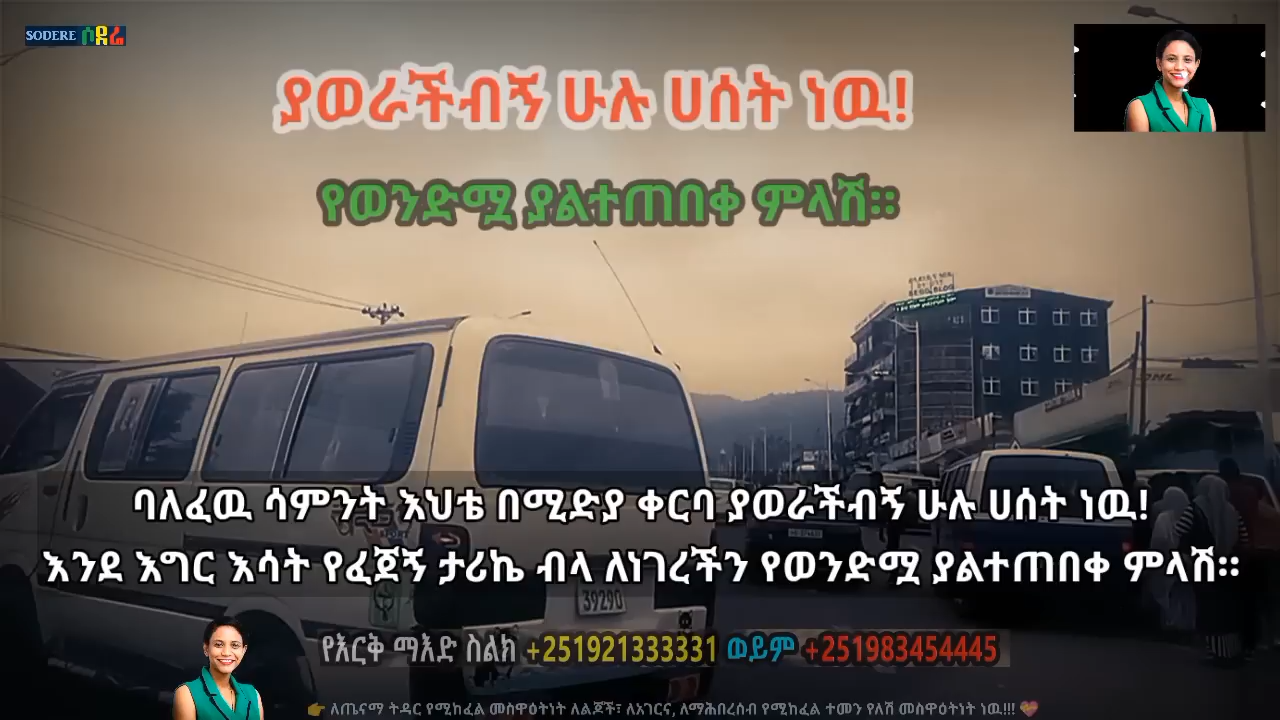 SODERE ሶደሬ
ያወራችብኝ ሁሉ ሀሰት ነዉ!
የወንድሟ ያልተጠበቀ ምላሽ።
DHL
ባለፈዉ ሳምንት እህቴ በሚድያ ቀርባ ያወራችብኝ ሁሉ ሀሰት ነዉ!
እንደ እግር እሳት የፈጀኝ ታሪኬ ብላ ለነገረችን የወንድሟ ያልተጠበቀ ምላሽ።
39290
የእርቅ ማእድ ስልክ +251921333331 ወይም +251983454445
👉 ለጤናማ ትዳር የሚከፈል መስዋዕትነት ለልጆች፣ ለአገርና, ለማሕበረሰብ የሚከፈል ተመን የለሽ መስዋዕትነት ነዉ!!! 💝